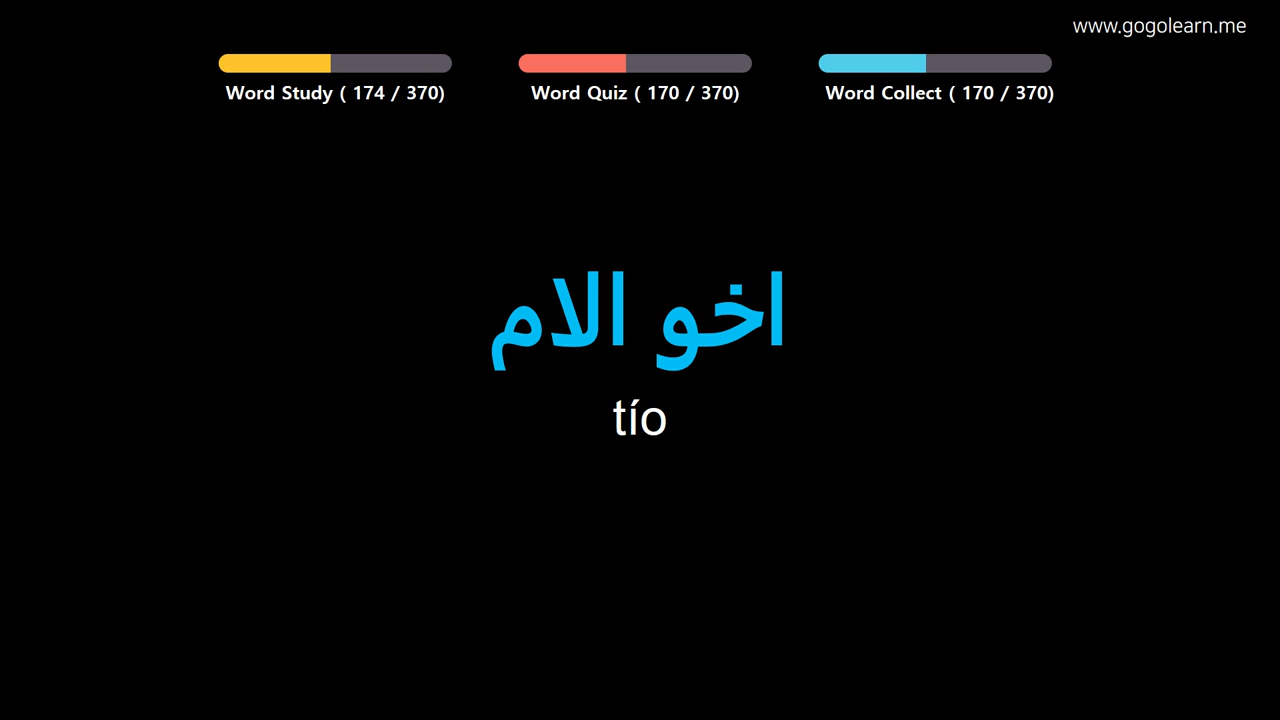 www.gogolearn.me
Word Study ( 174 / 370)
Word Quiz ( 170 / 370)
Word Collect ( 170 / 370)
اخو الام
tío